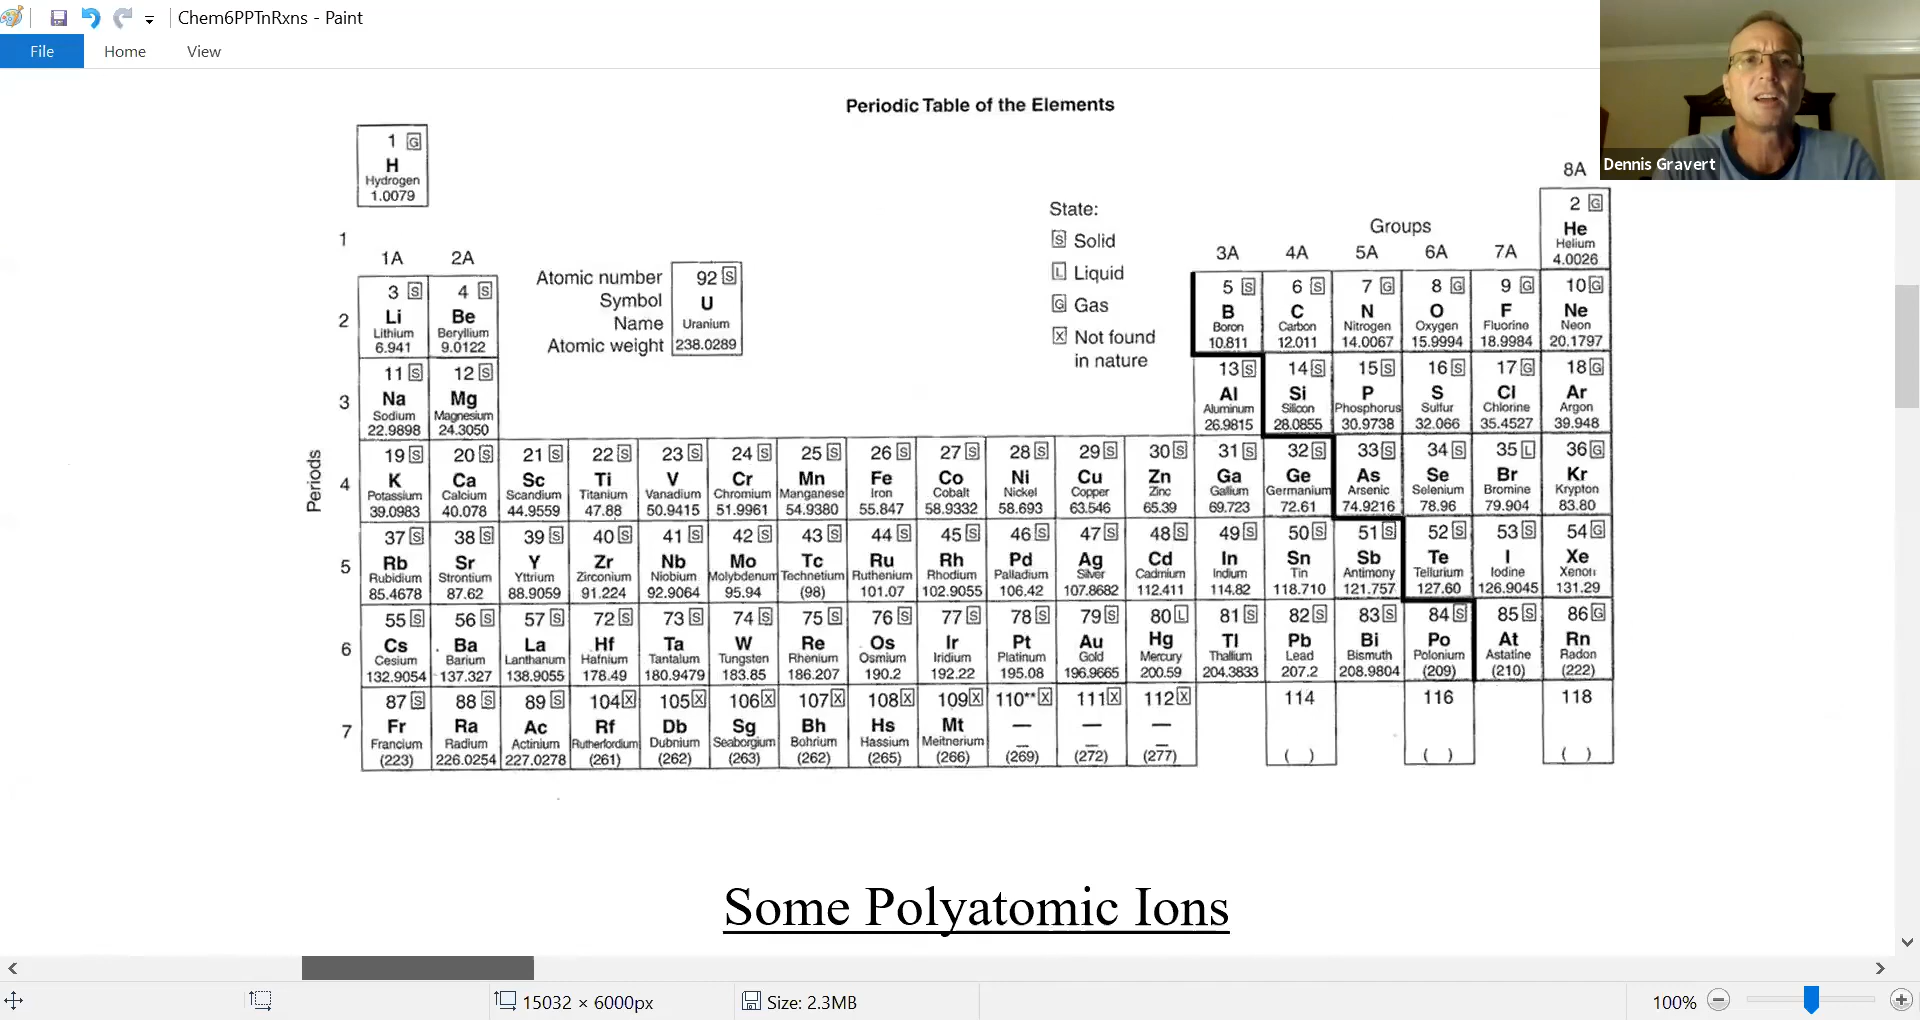 Chem6PPTnRxns - Paint
File Home View
Dennis Gravert
Periodic Table of the Elements
1 G
H
Hydrogen
1.0079
8A
State:
S Solid
L Liquid
G Gas
X Not found
in nature
Groups
1
1A 2A
3A 4A 5A 6A 7A
2 G
He
Helium
4.0026
Atomic number 92 S
Symbol U
Name Uranium
Atomic weight 238.0289
Periods
2
3 S 4 S 5 S 6 S 7 G 8 G 9 G 10 G
Li Be B C N O F Ne
Lithium Beryllium Boron Carbon Nitrogen Oxygen Fluorine Neon
6.941 9.0122 10.811 12.011 14.0067 15.9994 18.9984 20.1797
3
11 S 12 S 13 S 14 S 15 S 16 S 17 G 18 G
Na Mg Al Si P S Cl Ar
Sodium Magnesium Aluminum Silicon Phosphorus Sulfur Chlorine Argon
22.9898 24.3050 26.9815 28.0855 30.9738 32.066 35.4527 39.948
4
19 S 20 S 21 S 22 S 23 S 24 S 25 S 26 S 27 S 28 S 29 S 30 S 31 S 32 S 33 S 34 S 35 L 36 G
K Ca Sc Ti V Cr Mn Fe Co Ni Cu Zn Ga Ge As Se Br Kr
Potassium Calcium Scandium Titanium Vanadium Chromium Manganese Iron Cobalt Nickel Copper Zinc Gallium Germanium Arsenic Selenium Bromine Krypton
39.0983 40.078 44.9559 47.88 50.9415 51.9961 54.9380 55.847 58.9332 58.693 63.546 65.39 69.723 72.61 74.9216 78.96 79.904 83.80
5
37 S 38 S 39 S 40 S 41 S 42 S 43 S 44 S 45 S 46 S 47 S 48 S 49 S 50 S 51 S 52 S 53 S 54 G
Rb Sr Y Zr Nb Mo Tc Ru Rh Pd Ag Cd In Sn Sb Te I Xe
Rubidium Strontium Yttrium Zirconium Niobium Molybdenum Technetium Ruthenium Rhodium Palladium Silver Cadmium Indium Tin Antimony Tellurium Iodine Xenon
85.4678 87.62 88.9059 91.224 92.9064 95.94 (98) 101.07 102.9055 106.42 107.8682 112.411 114.82 118.710 121.757 127.60 126.9045 131.29
6
55 S 56 S 57 S 72 S 73 S 74 S 75 S 76 S 77 S 78 S 79 S 80 L 81 S 82 S 83 S 84 S 85 S 86 G
Cs Ba La Hf Ta W Re Os Ir Pt Au Hg Tl Pb Bi Po At Rn
Cesium Barium Lanthanum Hafnium Tantalum Tungsten Rhenium Osmium Iridium Platinum Gold Mercury Thallium Lead Bismuth Polonium Astatine Radon
132.9054 137.327 138.9055 178.49 180.9479 183.85 186.207 190.2 192.22 195.08 196.9665 200.59 204.3833 207.2 208.9804 (209) (210) (222)
7
87 S 88 S 89 S 104 X 105 X 106 X 107 X 108 X 109 X 110** X 111 X 112 X 114 116 118
Fr Ra Ac Rf Db Sg Bh Hs Mt — — —
Francium Radium Actinium Rutherfordium Dubnium Seaborgium Bohrium Hassium Meitnerium – – –
(223) 226.0254 227.0278 (261) (262) (263) (262) (265) (266) (269) (272) (277) ( ) ( ) ( )
Some Polyatomic Ions
15032 × 6000px Size: 2.3MB 100%